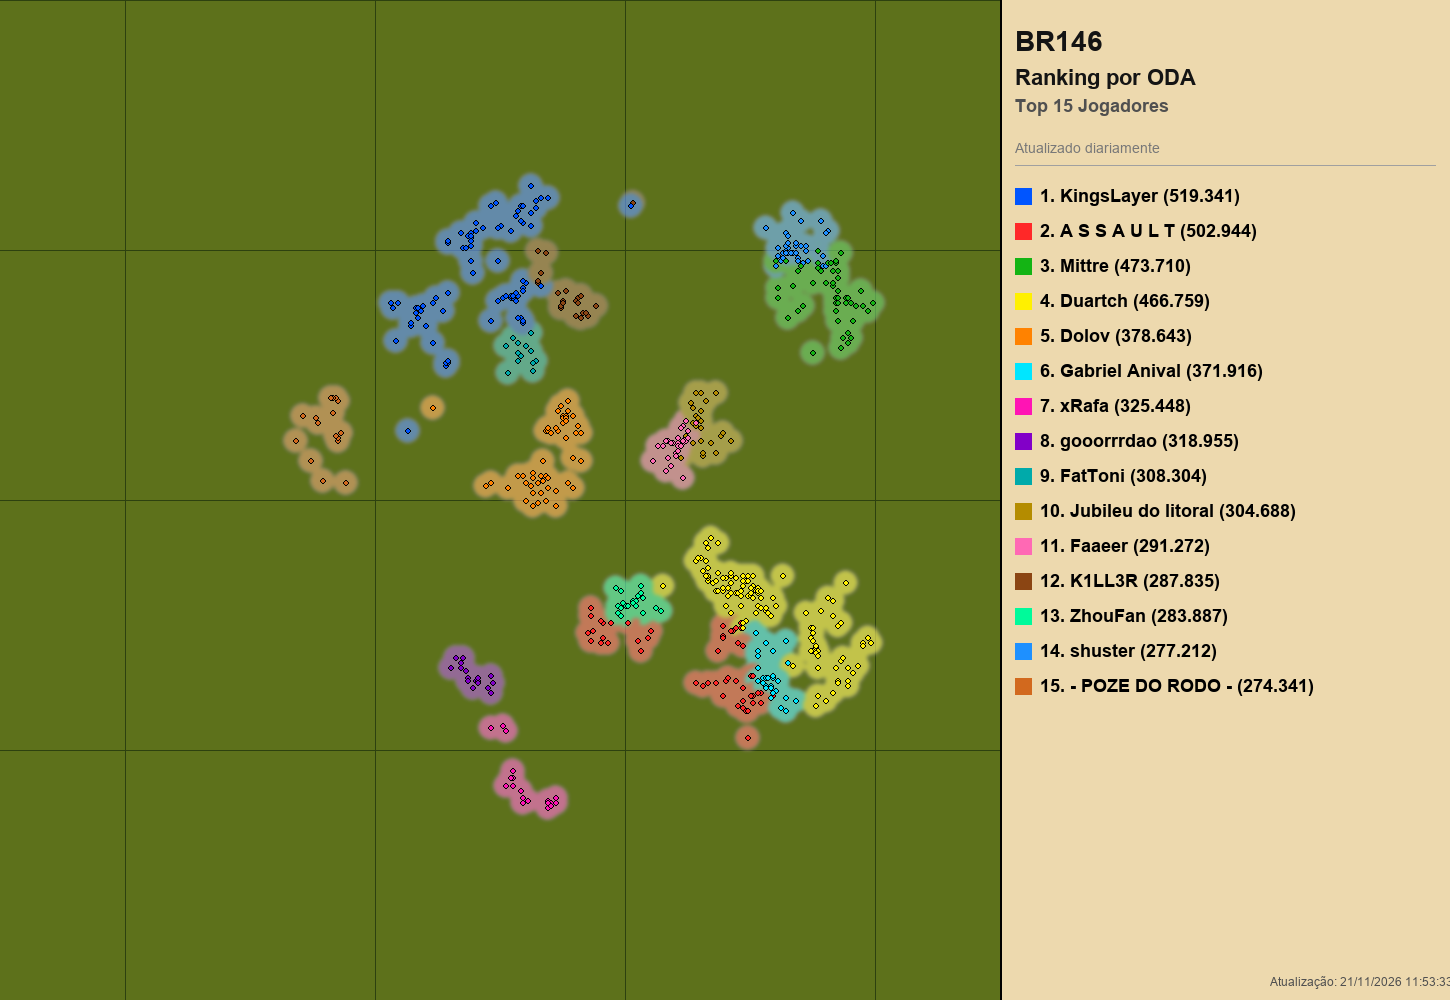 BR146
Ranking por ODA
Top 15 Jogadores
Atualizado diariamente
1. KingsLayer (519.341)
2. A S S A U L T (502.944)
3. Mittre (473.710)
4. Duartch (466.759)
5. Dolov (378.643)
6. Gabriel Anival (371.916)
7. xRafa (325.448)
8. gooorrrdao (318.955)
9. FatToni (308.304)
10. Jubileu do litoral (304.688)
11. Faaeer (291.272)
12. K1LL3R (287.835)
13. ZhouFan (283.887)
14. shuster (277.212)
15. - POZE DO RODO - (274.341)
Atualização: 21/11/2026 11:53:33